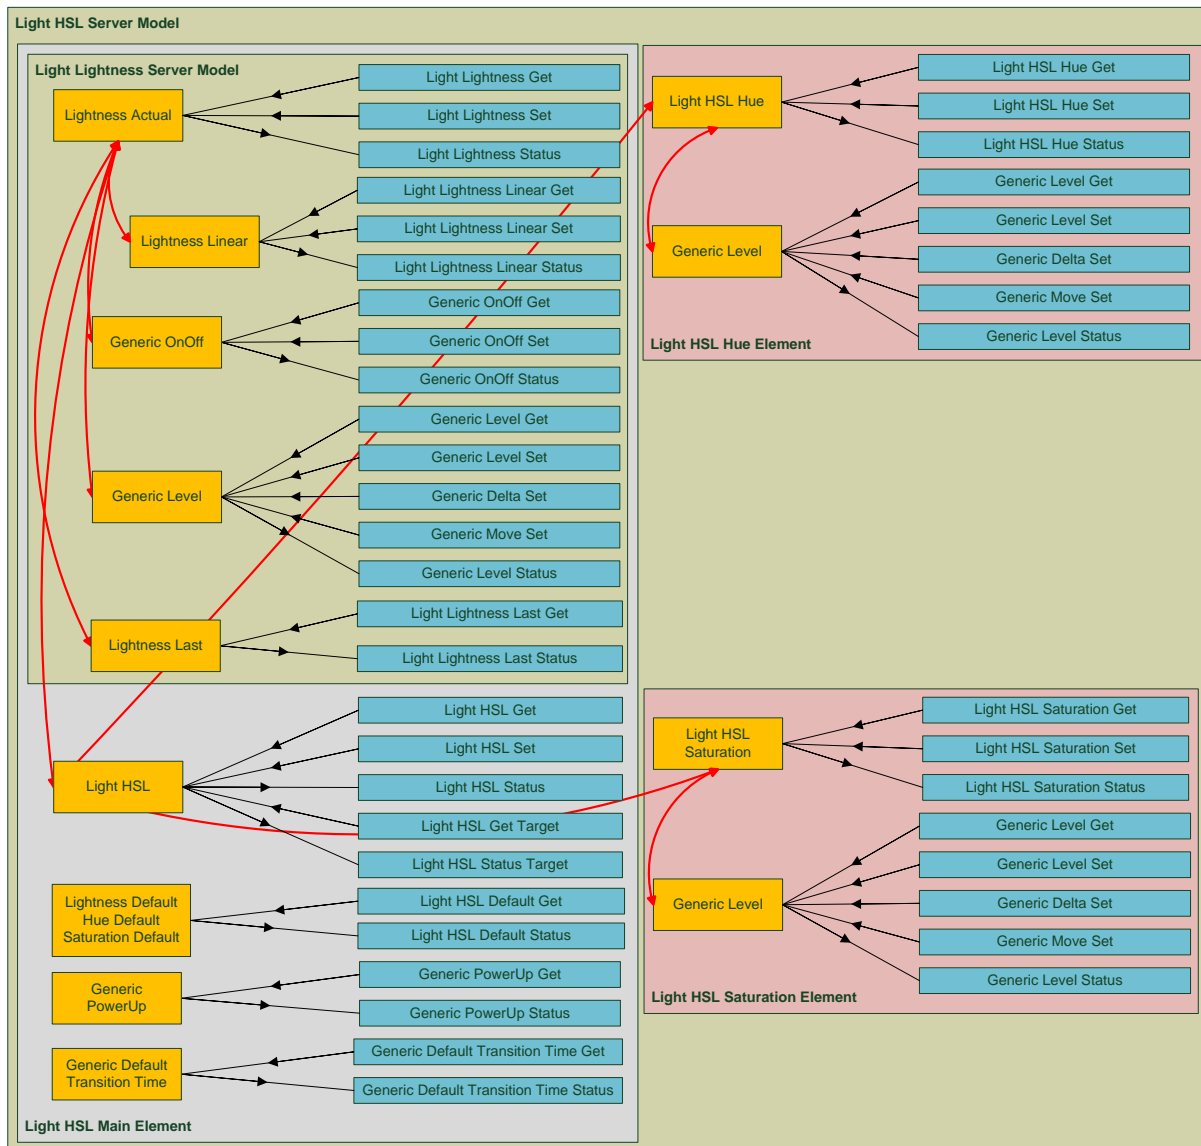 Light HSL Server Model
Light Lightness Server Model
Lightness Actual
Light Lightness Get
Light Lightness Set
Light Lightness Status
Lightness Linear
Light Lightness Linear Get
Light Lightness Linear Set
Light Lightness Linear Status
Generic OnOff
Generic OnOff Get
Generic OnOff Set
Generic OnOff Status
Generic Level
Generic Level Get
Generic Level Set
Generic Delta Set
Generic Move Set
Generic Level Status
Lightness Last
Light Lightness Last Get
Light Lightness Last Status
Light HSL
Light HSL Get
Light HSL Set
Light HSL Status
Light HSL Get Target
Light HSL Status Target
Lightness Default
Hue Default
Saturation Default
Light HSL Default Get
Light HSL Default Status
Generic
PowerUp
Generic PowerUp Get
Generic PowerUp Status
Generic Default
Transition Time
Generic Default Transition Time Get
Generic Default Transition Time Status
Light HSL Main Element
Light HSL Hue
Light HSL Hue Get
Light HSL Hue Set
Light HSL Hue Status
Generic Level
Generic Level Get
Generic Level Set
Generic Delta Set
Generic Move Set
Generic Level Status
Light HSL Hue Element
Light HSL
Saturation
Light HSL Saturation Get
Light HSL Saturation Set
Light HSL Saturation Status
Generic Level
Generic Level Get
Generic Level Set
Generic Delta Set
Generic Move Set
Generic Level Status
Light HSL Saturation Element